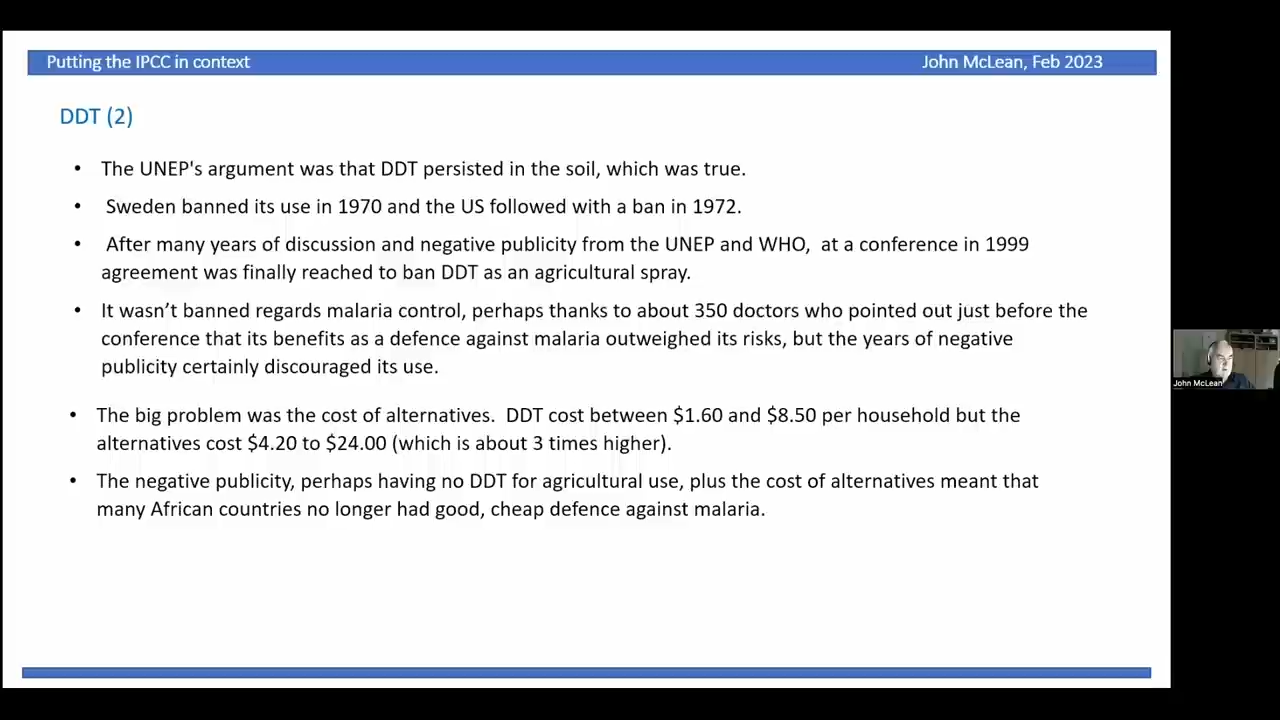 Putting the IPCC in context
John McLean, Feb 2023
DDT (2)
• The UNEP's argument was that DDT persisted in the soil, which was true.
• Sweden banned its use in 1970 and the US followed with a ban in 1972.
• After many years of discussion and negative publicity from the UNEP and WHO, at a conference in 1999
agreement was finally reached to ban DDT as an agricultural spray.
• It wasn’t banned regards malaria control, perhaps thanks to about 350 doctors who pointed out just before the
conference that its benefits as a defence against malaria outweighed its risks, but the years of negative
publicity certainly discouraged its use.
• The big problem was the cost of alternatives. DDT cost between $1.60 and $8.50 per household but the
alternatives cost $4.20 to $24.00 (which is about 3 times higher).
• The negative publicity, perhaps having no DDT for agricultural use, plus the cost of alternatives meant that
many African countries no longer had good, cheap defence against malaria.
John McLean